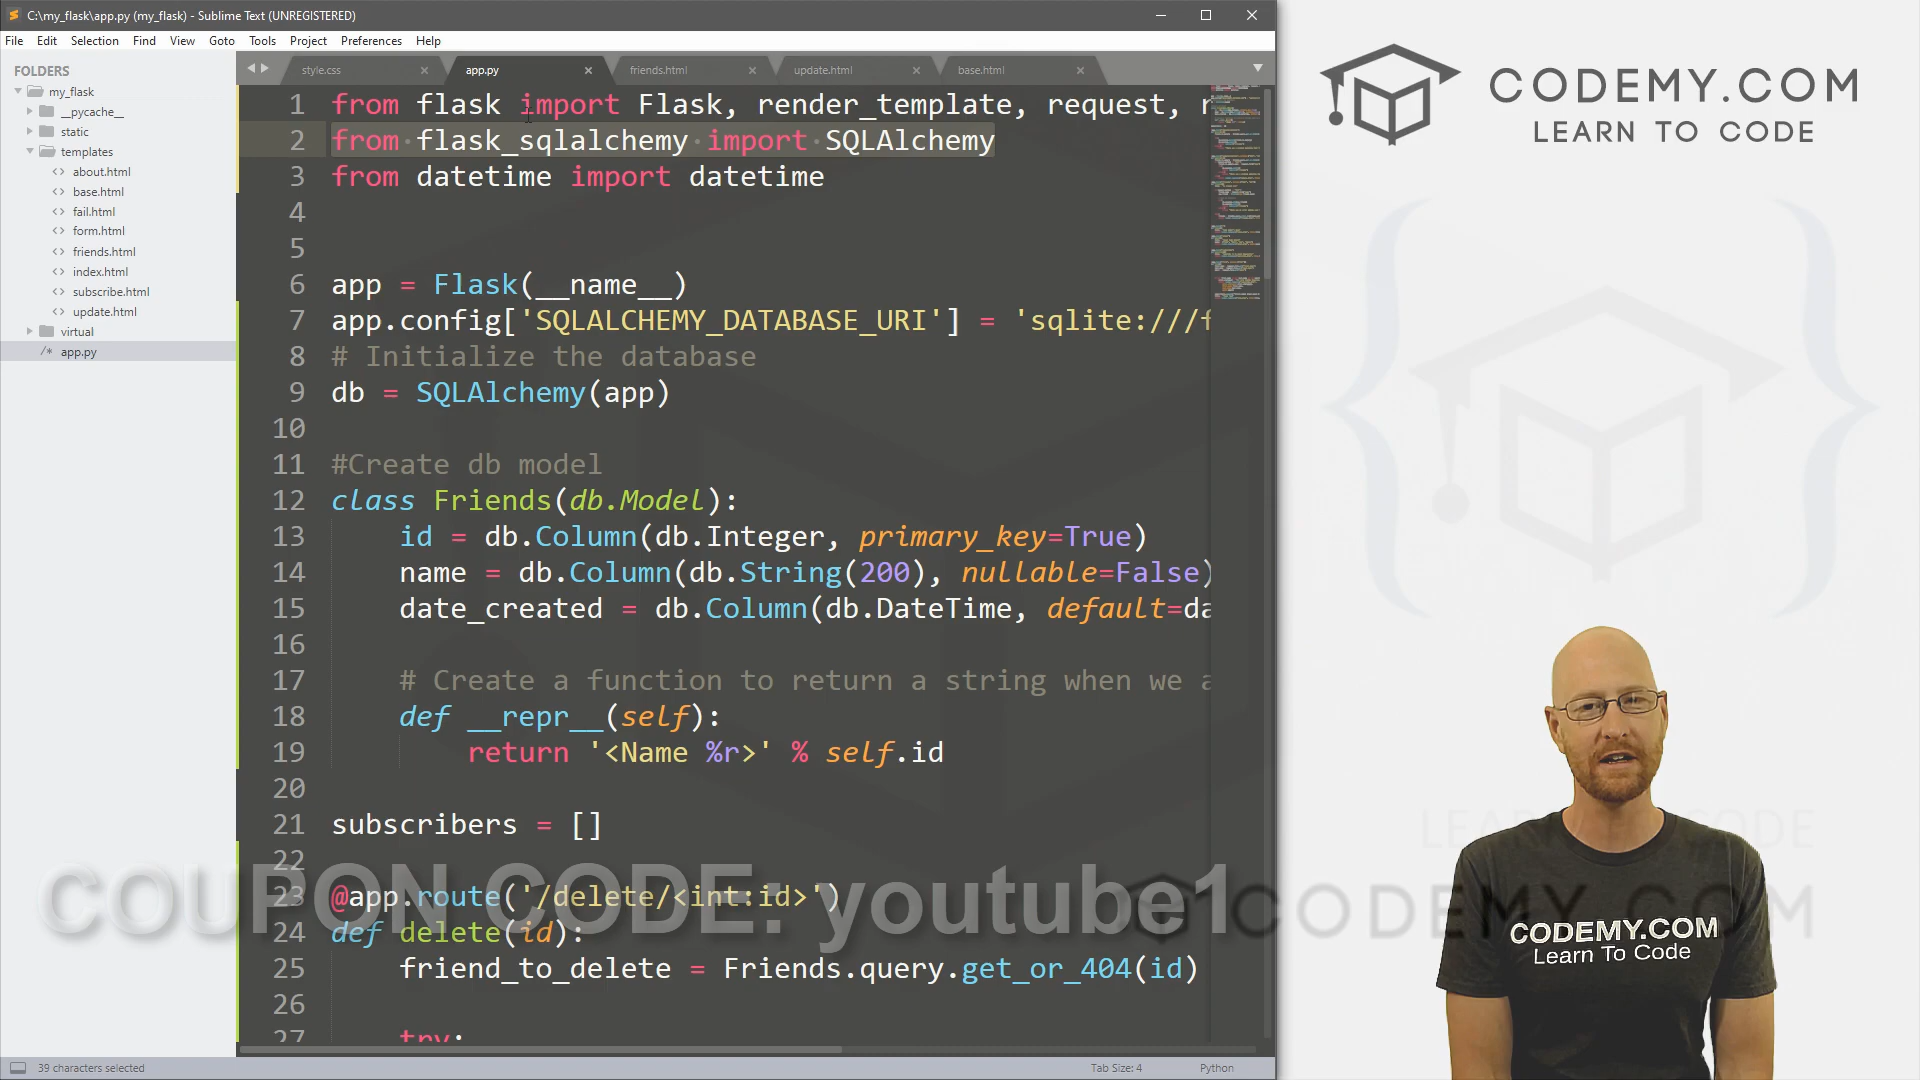 C:\my_flask\app.py (my_flask) - Sublime Text (UNREGISTERED)
File Edit Selection Find View Goto Tools Project Preferences Help
FOLDERS
my_flask
__pycache__
static
templates
about.html
base.html
fail.html
form.html
friends.html
index.html
subscribe.html
update.html
virtual
/* app.py
style.css app.py friends.html update.html base.html
1 from flask import Flask, render_template, request, r
2 from flask_sqlalchemy import SQLAlchemy
3 from datetime import datetime
4
5
6 app = Flask(__name__)
7 app.config['SQLALCHEMY_DATABASE_URI'] = 'sqlite:///f
8 # Initialize the database
9 db = SQLAlchemy(app)
10
11 #Create db model
12 class Friends(db.Model):
13 id = db.Column(db.Integer, primary_key=True)
14 name = db.Column(db.String(200), nullable=False)
15 date_created = db.Column(db.DateTime, default=da
16
17 # Create a function to return a string when we a
18 def __repr__(self):
19 return '<Name %r>' % self.id
20
21 subscribers = []
22
23 @app.route('/delete/<int:id>')
24 def delete(id):
25 friend_to_delete = Friends.query.get_or_404(id)
26
27 try:
COUPON CODE: youtube1
39 characters selected
Tab Size: 4
Python
CODEMY.COM
LEARN TO CODE
LEARN TO CODE
CODEMY.COM
CODEMY.COM
Learn To Code